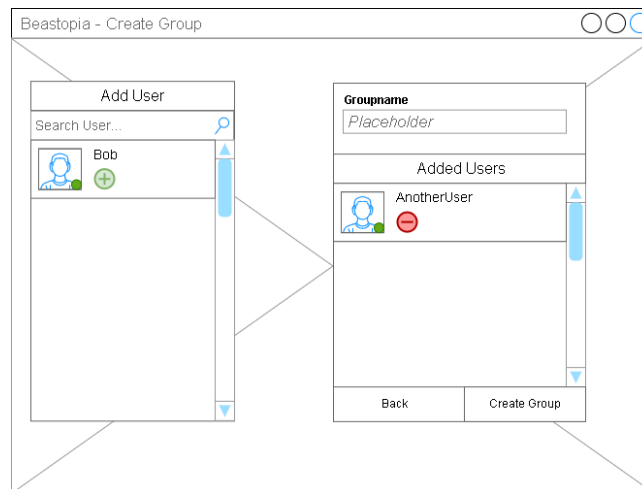 Beastopia - Create Group
Add User
Search User...
Bob
Groupname
Placeholder
Added Users
AnotherUser
Back
Create Group